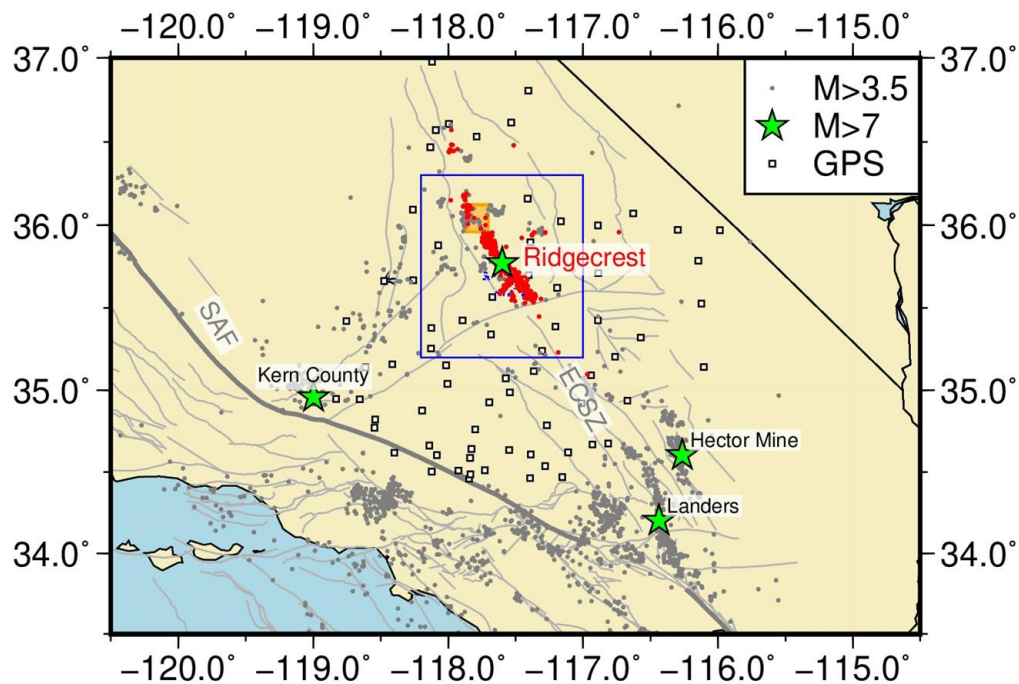 −120.0° −119.0° −118.0° −117.0° −116.0° −115.0°
37.0° 37.0°
M>3.5
M>7
GPS
36.0° 36.0°
Ridgecrest
SAF
35.0° 35.0°
Kern County
ECSZ
Hector Mine
Landers
34.0° 34.0°
−120.0° −119.0° −118.0° −117.0° −116.0° −115.0°